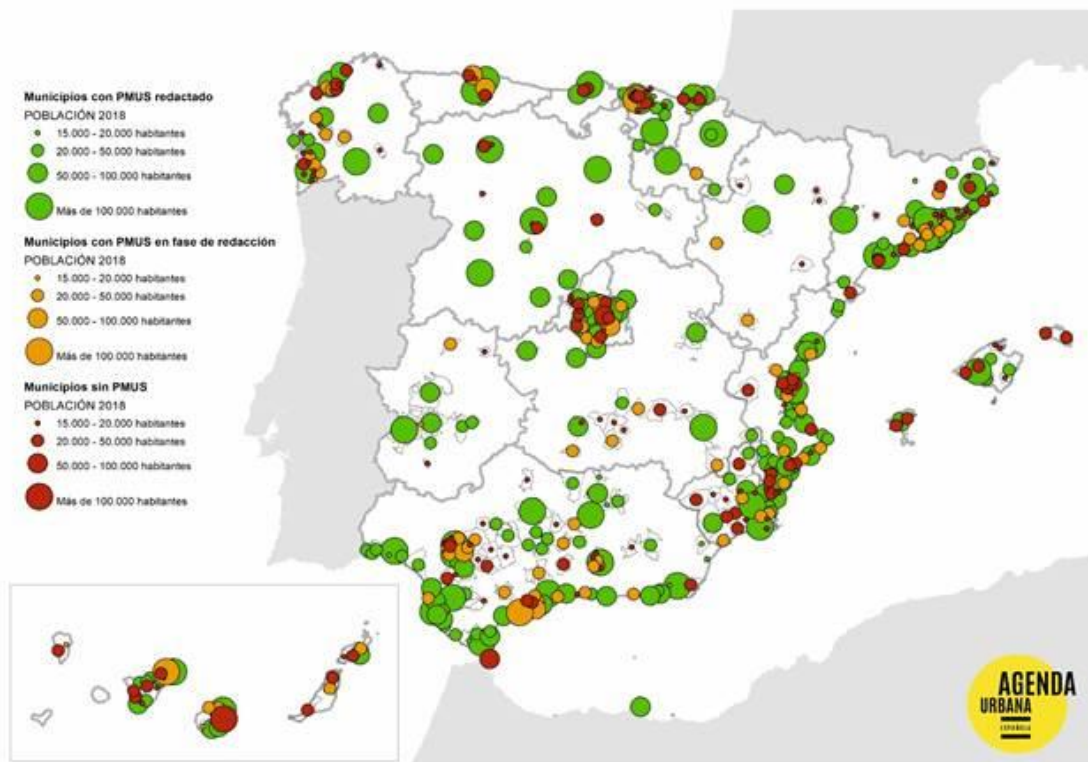 Municipios con PMUS redactado
POBLACIÓN 2018
15.000 - 20.000 habitantes
20.000 - 50.000 habitantes
50.000 - 100.000 habitantes
Más de 100.000 habitantes
Municipios con PMUS en fase de redacción
POBLACIÓN 2018
15.000 - 20.000 habitantes
20.000 - 50.000 habitantes
50.000 - 100.000 habitantes
Más de 100.000 habitantes
Municipios sin PMUS
POBLACIÓN 2018
15.000 - 20.000 habitantes
20.000 - 50.000 habitantes
50.000 - 100.000 habitantes
Más de 100.000 habitantes
AGENDA
URBANA
ESPAÑOLA